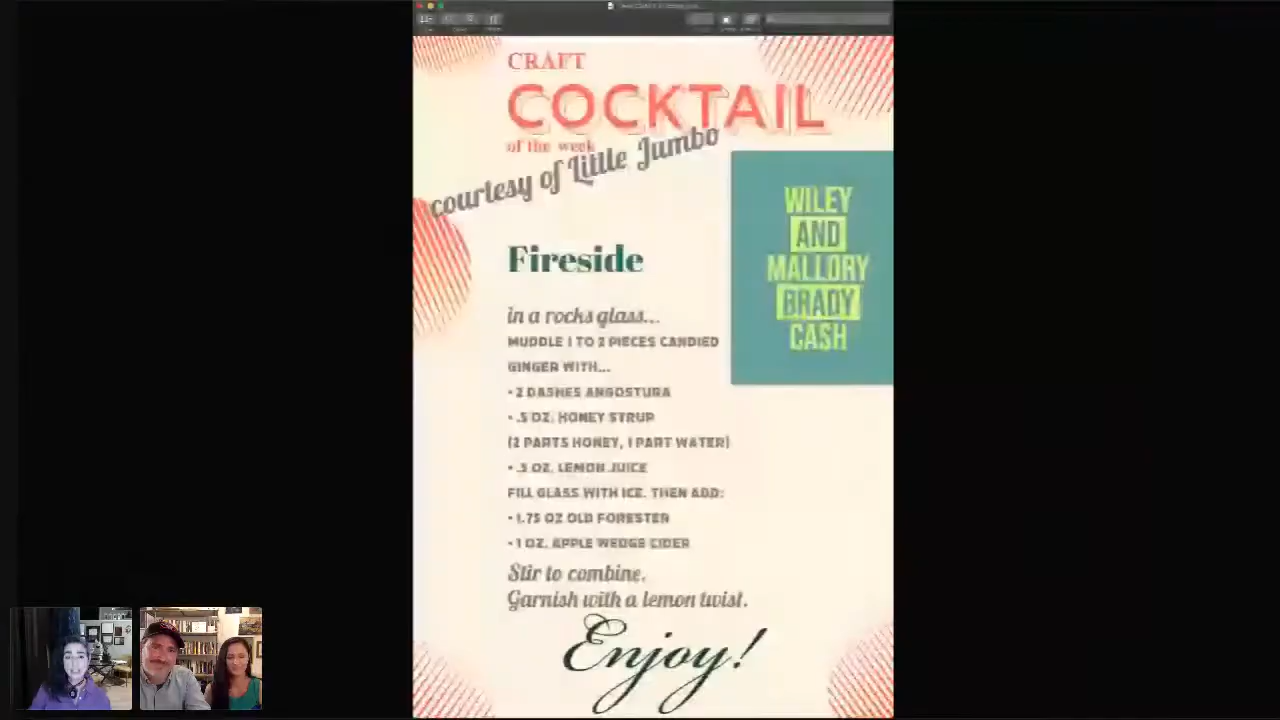 CRAFT
COCKTAIL
of the week
courtesy of Little Jumbo
WILEY
AND
MALLORY
BRADY
CASH
Fireside
in a rocks glass...
MUDDLE 1 TO 2 PIECES CANDIED
GINGER WITH...
• 2 DASHES ANGOSTURA
• .5 OZ. HONEY SYRUP
(2 PARTS HONEY, 1 PART WATER)
• .5 OZ. LEMON JUICE
FILL GLASS WITH ICE. THEN ADD:
• 1.75 OZ OLD FORESTER
• 1 OZ. APPLE WEDGE CIDER
Stir to combine.
Garnish with a lemon twist.
Enjoy!